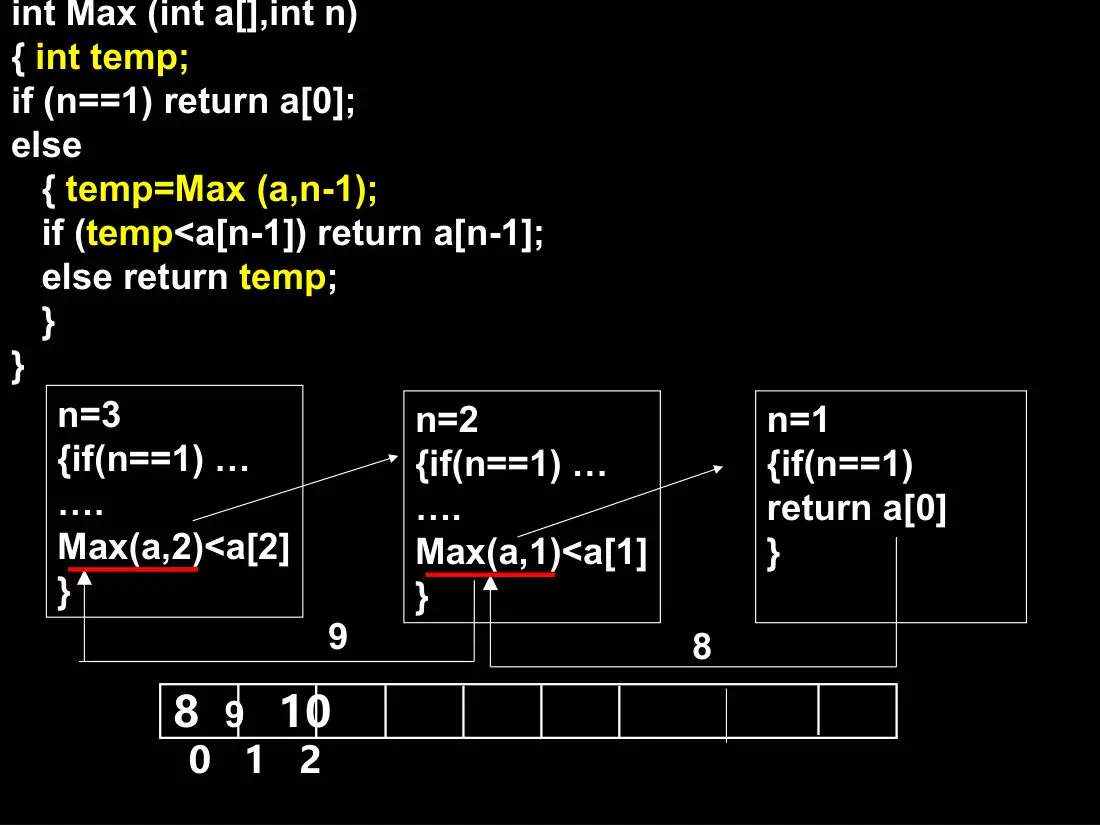 int Max (int a[],int n)
{ int temp;
if (n==1) return a[0];
else
{ temp=Max (a,n-1);
if (temp<a[n-1]) return a[n-1];
else return temp;
}
}
n=3
{if(n==1) …
….
Max(a,2)<a[2]
}
n=2
{if(n==1) …
….
Max(a,1)<a[1]
}
n=1
{if(n==1)
return a[0]
}
9
8
8 9 10
0 1 2